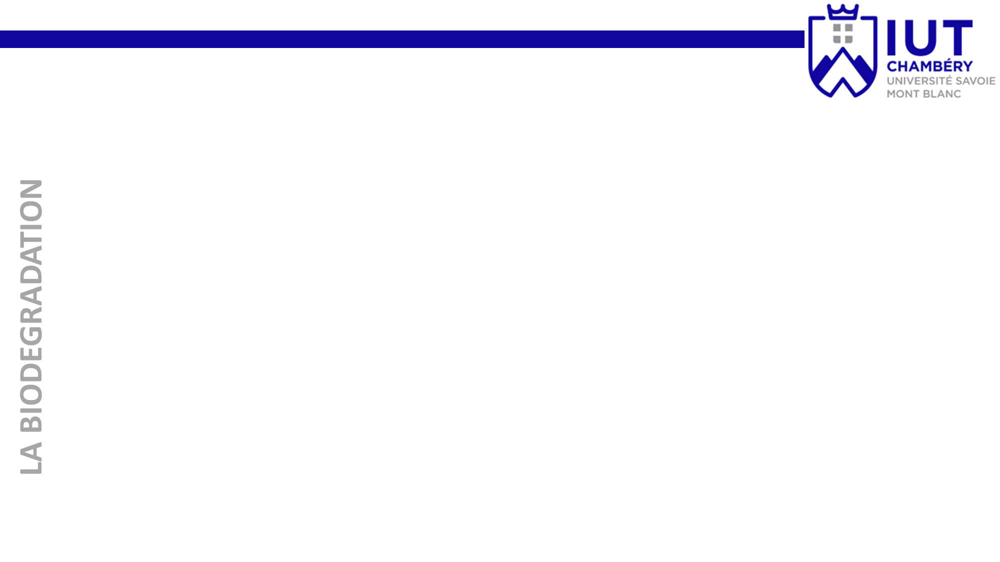 IUT
CHAMBÉRY
UNIVERSITÉ SAVOIE
MONT BLANC
LA BIODEGRADATION